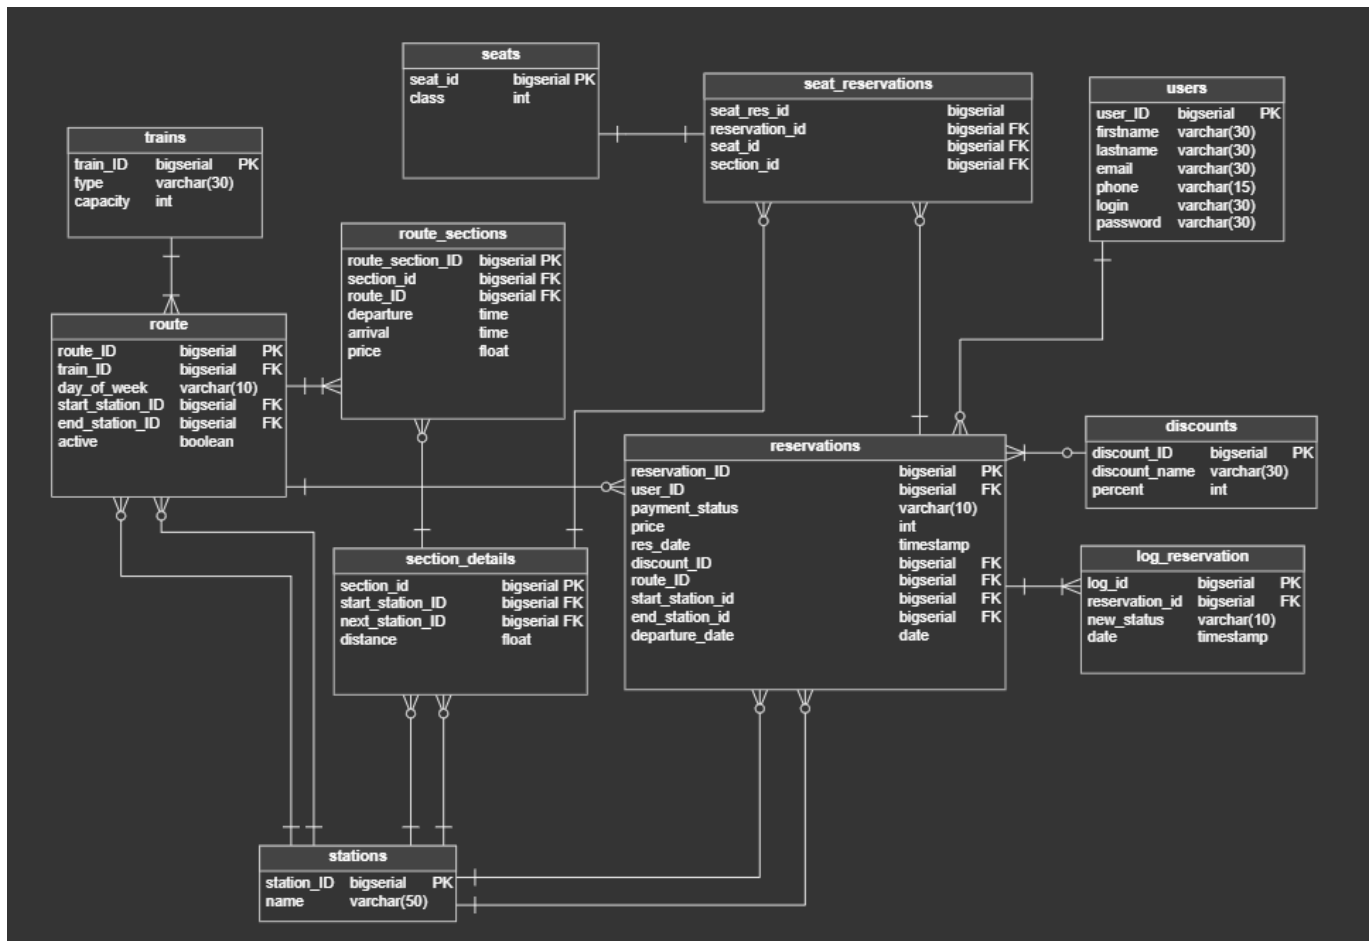 seats
seat_id bigserial PK
class int
seat_reservations
seat_res_id bigserial
reservation_id bigserial FK
seat_id bigserial FK
section_id bigserial FK
users
user_ID bigserial PK
firstname varchar(30)
lastname varchar(30)
email varchar(30)
phone varchar(15)
login varchar(30)
password varchar(30)
trains
train_ID bigserial PK
type varchar(30)
capacity int
route_sections
route_section_ID bigserial PK
section_id bigserial FK
route_ID bigserial FK
departure time
arrival time
price float
route
route_ID bigserial PK
train_ID bigserial FK
day_of_week varchar(10)
start_station_ID bigserial FK
end_station_ID bigserial FK
active boolean
reservations
reservation_ID bigserial PK
user_ID bigserial FK
payment_status varchar(10)
price int
res_date timestamp
discount_ID bigserial FK
route_ID bigserial FK
start_station_id bigserial FK
end_station_id bigserial FK
departure_date date
discounts
discount_ID bigserial PK
discount_name varchar(30)
percent int
section_details
section_id bigserial PK
start_station_ID bigserial FK
next_station_ID bigserial FK
distance float
log_reservation
log_id bigserial PK
reservation_id bigserial FK
new_status varchar(10)
date timestamp
stations
station_ID bigserial PK
name varchar(50)